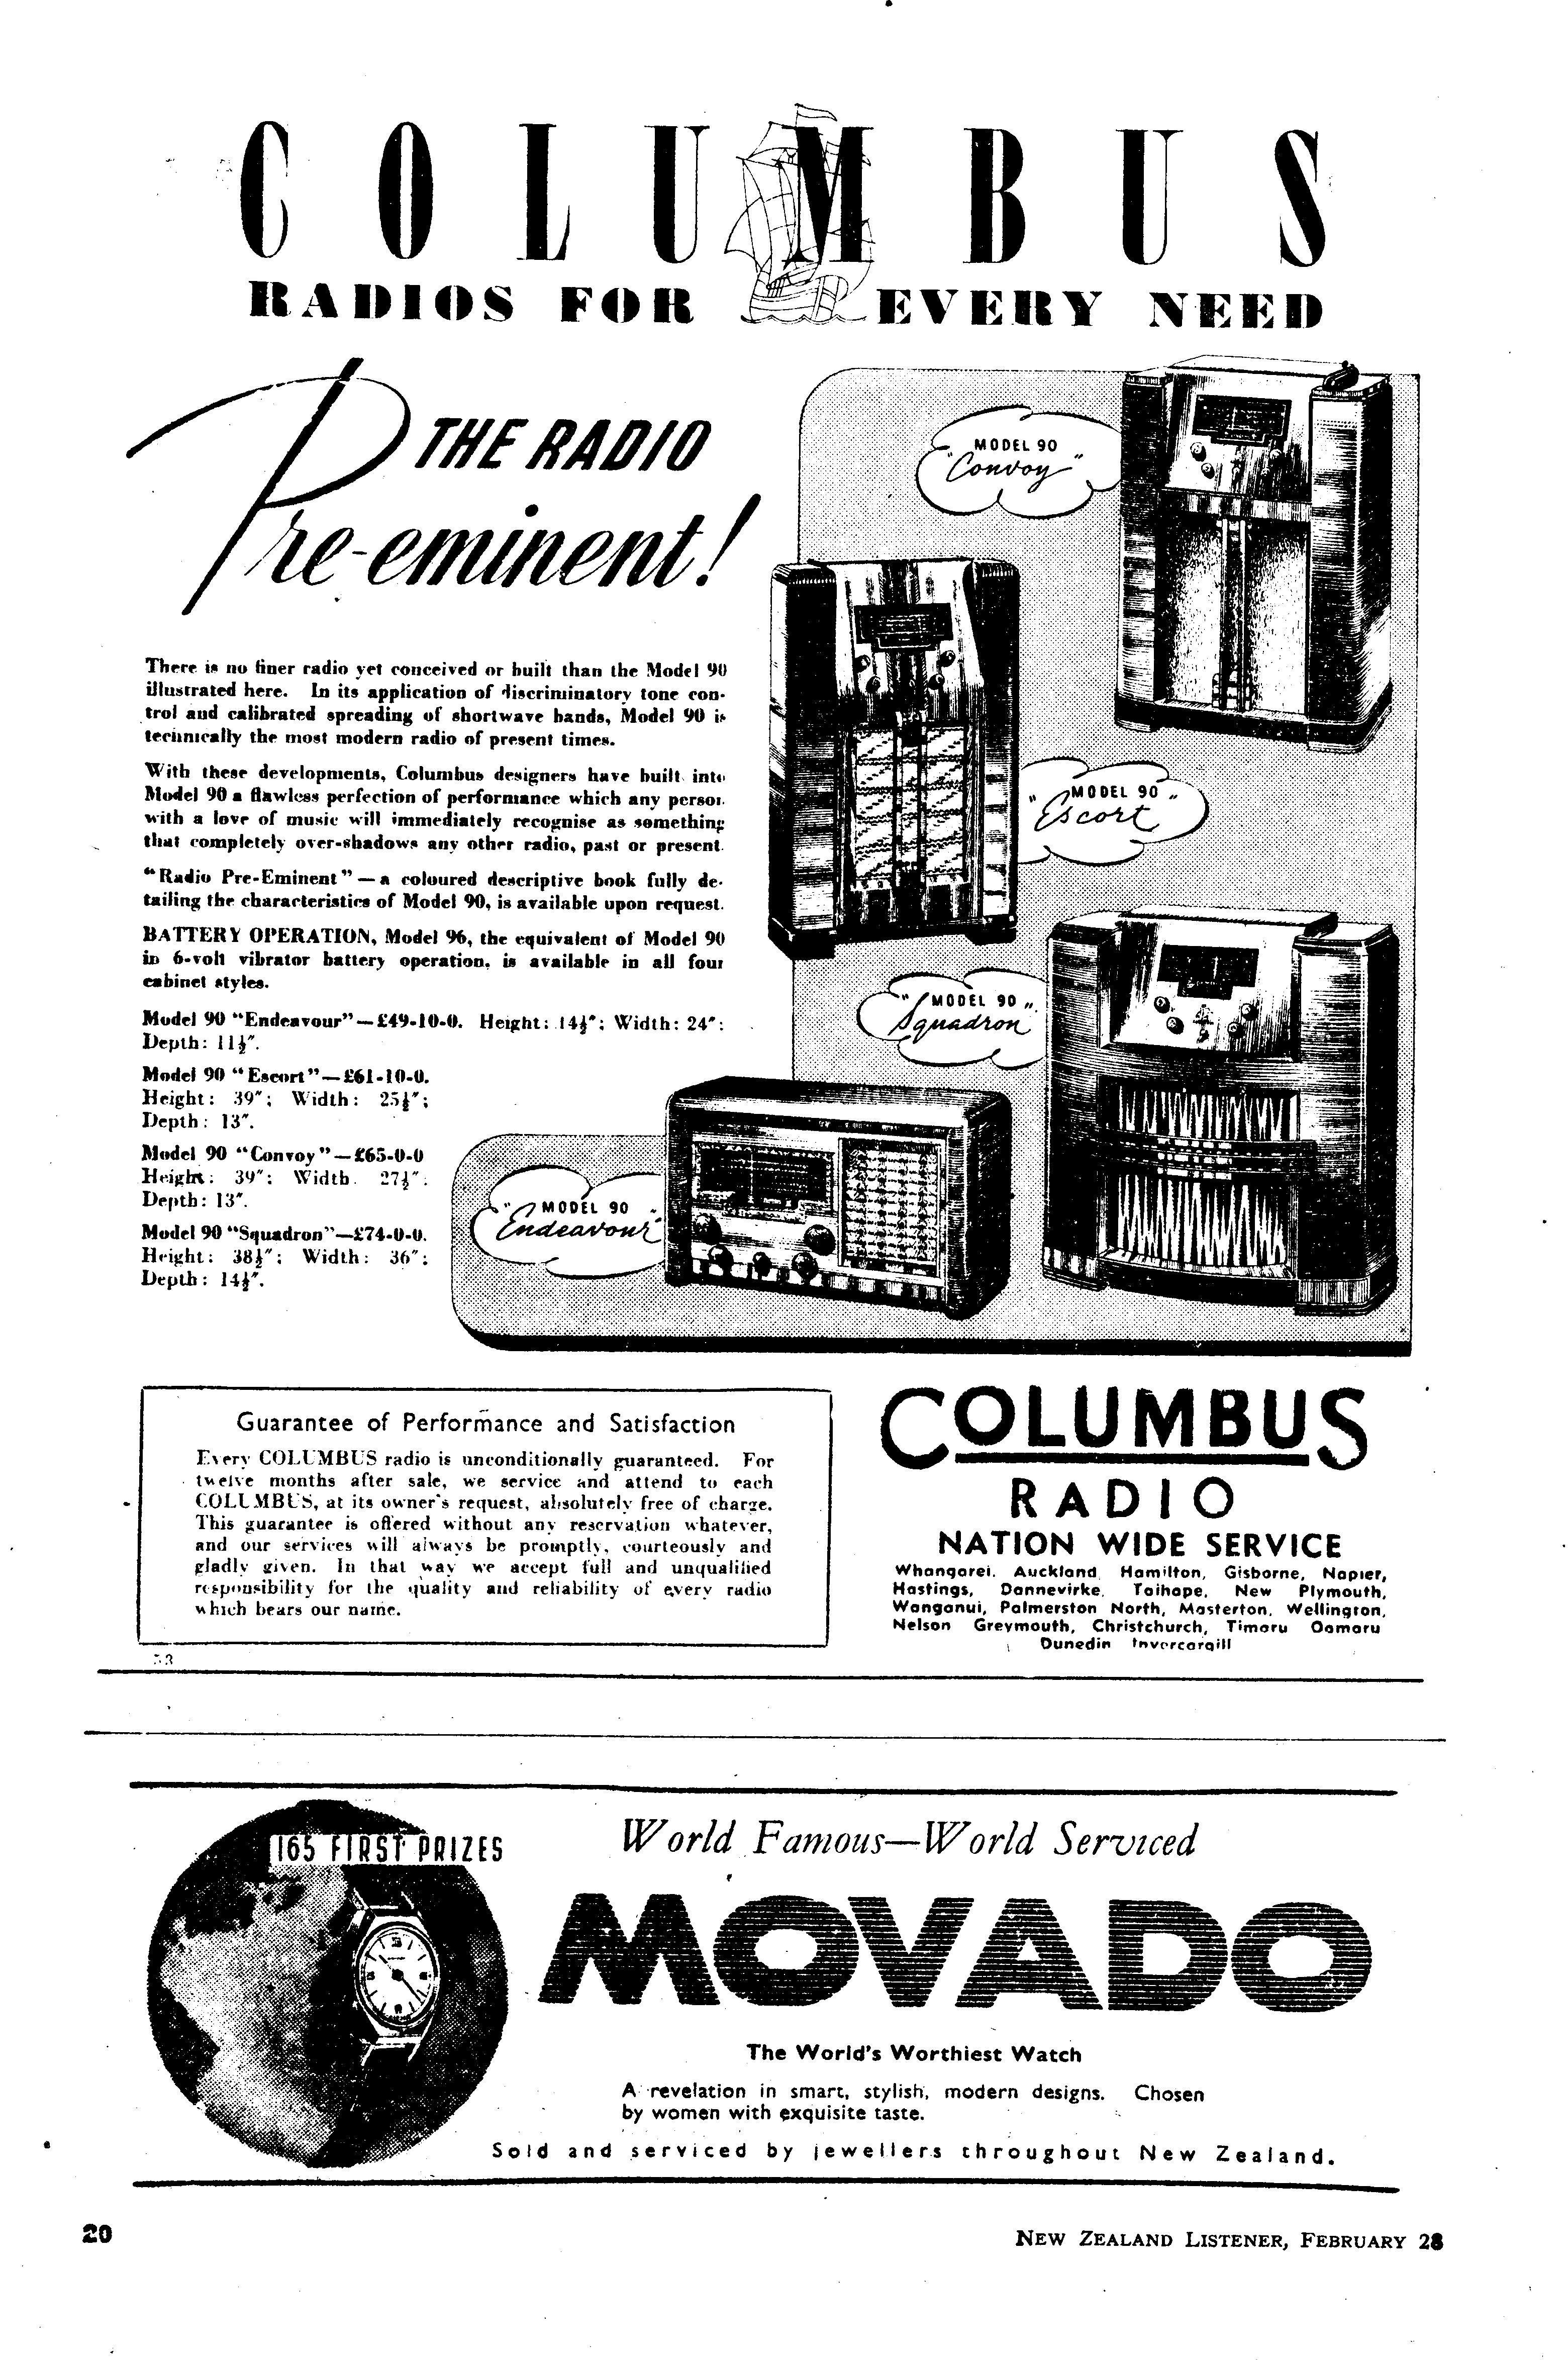 COLUMBUS
RADIOS FOR EVERY NEED
THE RADIO
Pre-eminent!
MODEL 90
"Convoy"
There is no finer radio yet conceived or built than the Model 90
illustrated here. In its application of discriminatory tone con-
trol and calibrated spreading of shortwave bands, Model 90 is
technically the most modern radio of present times.
With these developments, Columbus designers have built into
Model 90 a flawless perfection of performance which any person
with a love of music will immediately recognise as something
that completely over-shadows any other radio, past or present.
"Radio Pre-Eminent" — a coloured descriptive book fully de-
tailing the characteristics of Model 90, is available upon request.
BATTERY OPERATION, Model 96, the equivalent of Model 90
in 6-volt vibrator battery operation, is available in all four
cabinet styles.
Model 90 "Endeavour"—£49-10-0. Height: 14½"; Width: 24";
Depth: 11½".
Model 90 "Escort"—£61-10-0.
Height: 39"; Width: 25½";
Depth: 13".
Model 90 "Convoy"—£65-0-0
Height: 39"; Width. 27½";
Depth: 13".
Model 90 "Squadron"—£74-0-0.
Height: 38½"; Width: 36";
Depth: 14½".
"MODEL 90"
Escort
"MODEL 90"
Squadron
"MODEL 90"
Endeavour
Guarantee of Performance and Satisfaction
Every COLUMBUS radio is unconditionally guaranteed. For
twelve months after sale, we service and attend to each
COLUMBUS, at its owner's request, absolutely free of charge.
This guarantee is offered without any reservation whatever,
and our services will always be promptly, courteously and
gladly given. In that way we accept full and unqualified
responsibility for the quality and reliability of every radio
which bears our name.
COLUMBUS
RADIO
NATION WIDE SERVICE
Whangarei, Auckland, Hamilton, Gisborne, Napier,
Hastings, Dannevirke, Taihape, New Plymouth,
Wanganui, Palmerston North, Masterton, Wellington,
Nelson Greymouth, Christchurch, Timaru Oamaru
Dunedin Invercargill
165 FIRST PRIZES
World Famous—World Serviced
MOVADO
The World's Worthiest Watch
A revelation in smart, stylish, modern designs. Chosen
by women with exquisite taste.
Sold and serviced by jewellers throughout New Zealand.
20
NEW ZEALAND LISTENER, FEBRUARY 28